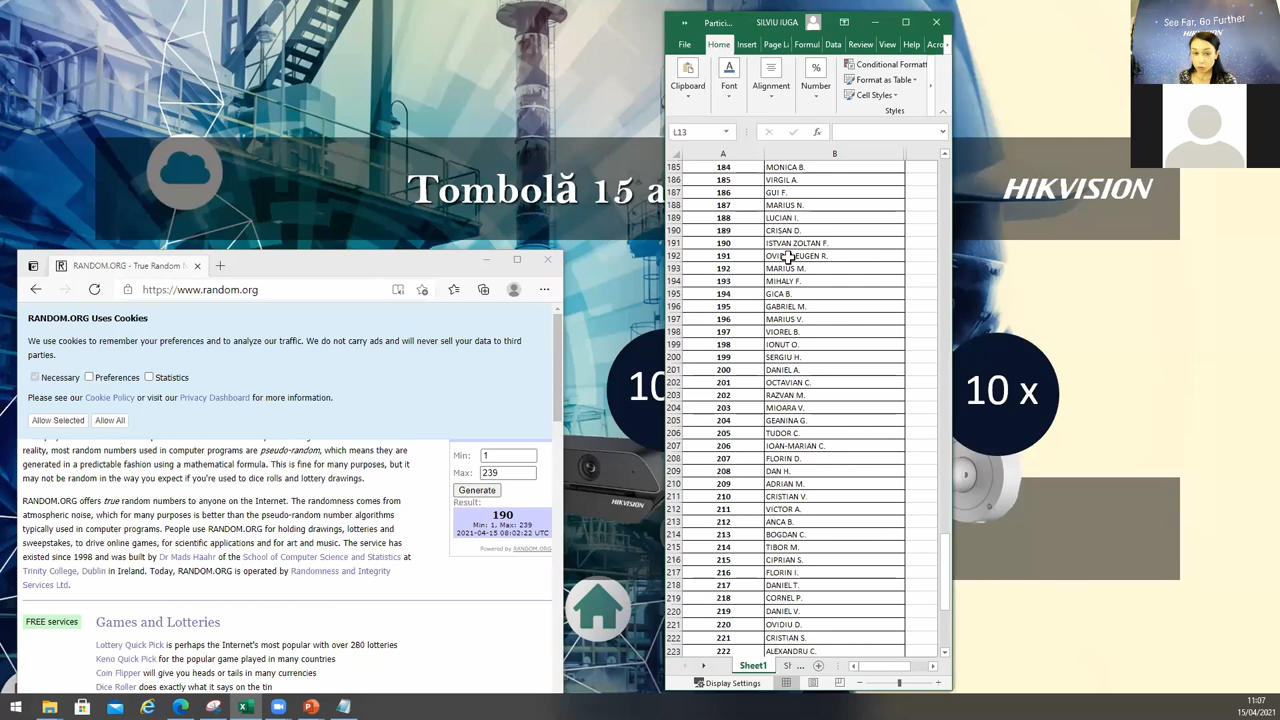 See Far, Go Further
HIKVISION
Tombolă 15 a
HIKVISION
10
10 x
HIKVISION
RANDOM.ORG - True Random
https://www.random.org
RANDOM.ORG Uses Cookies
We use cookies to remember your preferences and to analyze our traffic. We do not carry ads and will never sell your data to third
parties.
Necessary Preferences Statistics
Please see our Cookie Policy or visit our Privacy Dashboard for more information.
Allow Selected Allow All
reality, most random numbers used in computer programs are pseudo-random, which means they are
generated in a predictable fashion using a mathematical formula. This is fine for many purposes, but it
may not be random in the way you expect if you're used to dice rolls and lottery drawings.
RANDOM.ORG offers true random numbers to anyone on the Internet. The randomness comes from
atmospheric noise, which for many purposes is better than the pseudo-random number algorithms
typically used in computer programs. People use RANDOM.ORG for holding drawings, lotteries and
sweepstakes, to drive online games, for scientific applications and for art and music. The service has
existed since 1998 and was built by Dr Mads Haahr of the School of Computer Science and Statistics at
Trinity College, Dublin in Ireland. Today, RANDOM.ORG is operated by Randomness and Integrity
Services Ltd.
Min: 1
Max: 239
Generate
Result:
190
Min: 1, Max: 239
2021-04-15 08:02:22 UTC
Powered by RANDOM.ORG
FREE services
Games and Lotteries
Lottery Quick Pick is perhaps the Internet's most popular with over 280 lotteries
Keno Quick Pick for the popular game played in many countries
Coin Flipper will give you heads or tails in many currencies
Dice Roller does exactly what it says on the tin
Partici... SILVIU IUGA
File Home Insert Page L Formul Data Review View Help Acro
Clipboard Font Alignment Number
Conditional Formatt
Format as Table
Cell Styles
Styles
L13 fx
A B
185 184 MONICA B.
186 185 VIRGIL A.
187 186 GUI F.
188 187 MARIUS N.
189 188 LUCIAN I.
190 189 CRISAN D.
191 190 ISTVAN ZOLTAN F.
192 191 EUGEN R.
193 192 MARIUS M.
194 193 MIHALY F.
195 194 GICA B.
196 195 GABRIEL M.
197 196 MARIUS V.
198 197 VIOREL B.
199 198 IONUT O.
200 199 SERGIU H.
201 200 DANIEL A.
202 201 OCTAVIAN C.
203 202 RAZVAN M.
204 203 MIOARA V.
205 204 GEANINA G.
206 205 TUDOR C.
207 206 IOAN-MARIAN C.
208 207 FLORIN D.
209 208 DAN H.
210 209 ADRIAN M.
211 210 CRISTIAN V.
212 211 VICTOR A.
213 212 ANCA B.
214 213 BOGDAN C.
215 214 TIBOR M.
216 215 CIPRIAN S.
217 216 FLORIN I.
218 217 DANIEL T.
219 218 CORNEL P.
220 219 DANIEL V.
221 220 OVIDIU D.
222 221 CRISTIAN S.
223 222 ALEXANDRU C.
Sheet1 Sh ...
Display Settings
11:07
15/04/2021